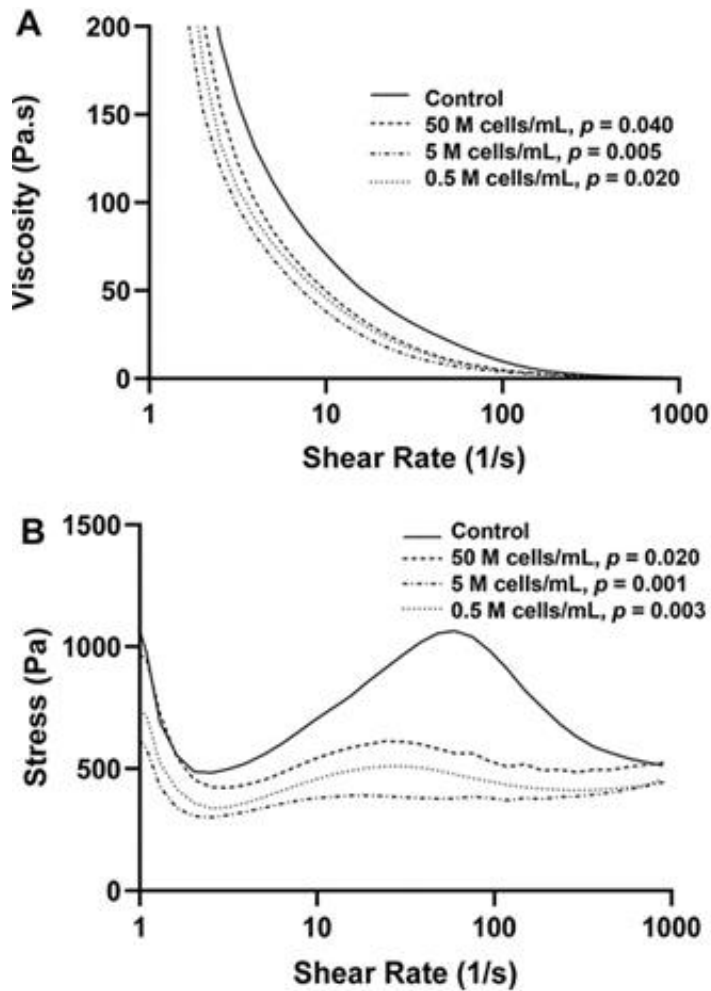 A
200
150
100
50
0
Viscosity (Pa.s)
Control
50 M cells/mL, p = 0.040
5 M cells/mL, p = 0.005
0.5 M cells/mL, p = 0.020
1 10 100 1000
Shear Rate (1/s)
B
1500
1000
500
0
Stress (Pa)
Control
50 M cells/mL, p = 0.020
5 M cells/mL, p = 0.001
0.5 M cells/mL, p = 0.003
1 10 100 1000
Shear Rate (1/s)